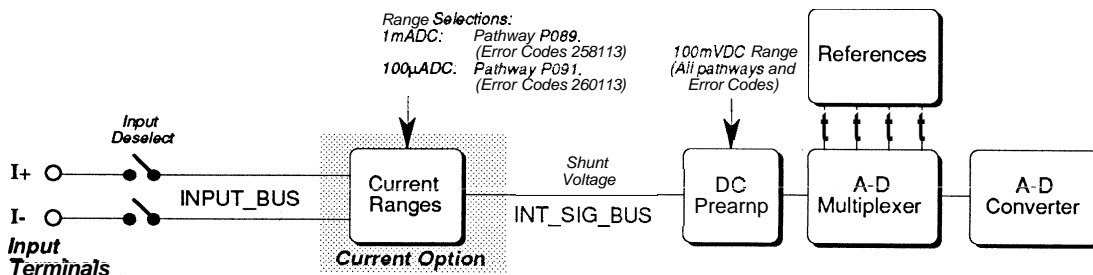 Range Selections:
1mADC: Pathway P089.
(Error Codes 258113)
100µADC: Pathway P091.
(Error Codes 260113)
100mVDC Range
(All pathways and
Error Codes)
References
Input
Deselect
I+
I-
Input
Terminals
INPUT_BUS
Current
Ranges
Current Option
Shunt
Voltage
INT_SIG_BUS
DC
Prearnp
A-D
Multiplexer
A-D
Converter